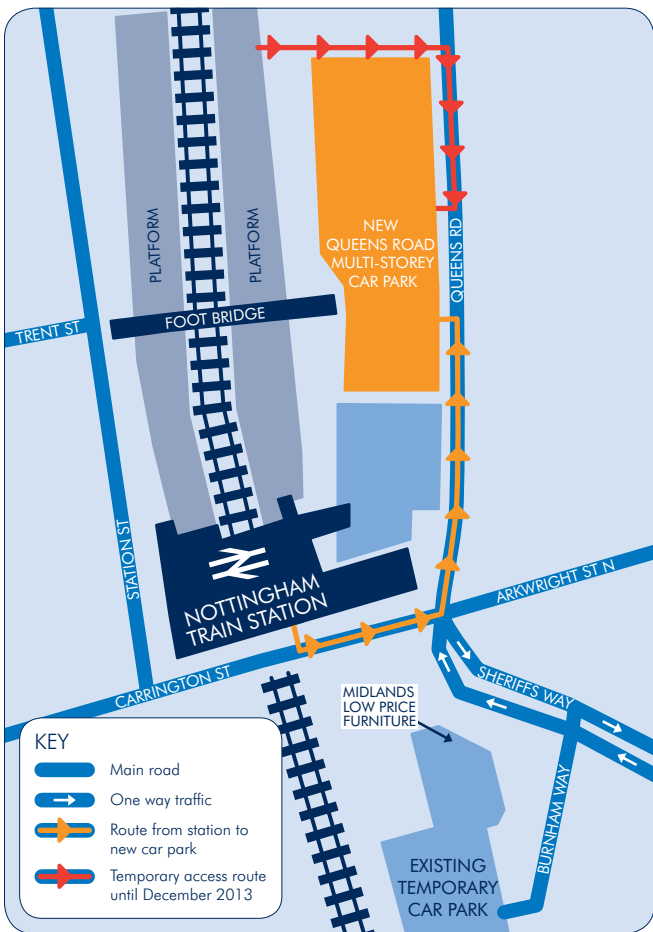 PLATFORM
PLATFORM
NEW
QUEENS ROAD
MULTI-STOREY
CAR PARK
QUEENS RD
FOOT BRIDGE
TRENT ST
STATION ST
NOTTINGHAM
TRAIN STATION
ARKWRIGHT ST N
CARRINGTON ST
SHERIFFS WAY
MIDLANDS
LOW PRICE
FURNITURE
BURNHAM WAY
EXISTING
TEMPORARY
CAR PARK
KEY
Main road
One way traffic
Route from station to
new car park
Temporary access route
until December 2013